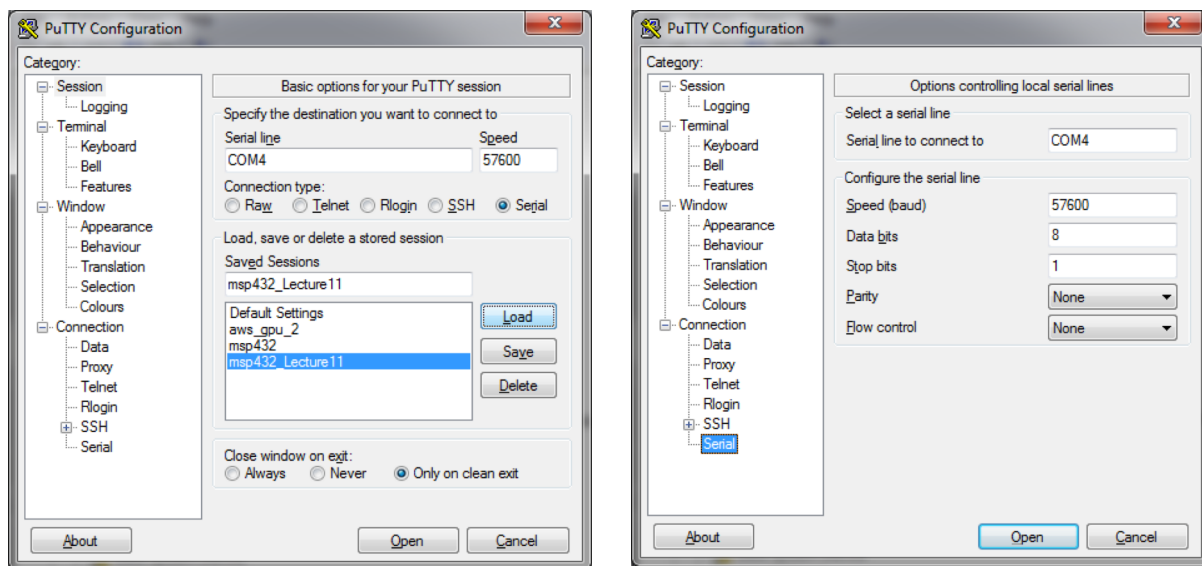 PuTTY Configuration
Category:
Session
Logging
Terminal
Keyboard
Bell
Features
Window
Appearance
Behaviour
Translation
Selection
Colours
Connection
Data
Proxy
Telnet
Rlogin
SSH
Serial
Basic options for your PuTTY session
Specify the destination you want to connect to
Serial line Speed
COM4 57600
Connection type:
Raw Telnet Rlogin SSH Serial
Load, save or delete a stored session
Saved Sessions
msp432_Lecture11
Default Settings
aws_gpu_2
msp432
msp432_Lecture11
Load
Save
Delete
Close window on exit:
Always Never Only on clean exit
About Open Cancel
PuTTY Configuration
Category:
Session
Logging
Terminal
Keyboard
Bell
Features
Window
Appearance
Behaviour
Translation
Selection
Colours
Connection
Data
Proxy
Telnet
Rlogin
SSH
Serial
Options controlling local serial lines
Select a serial line
Serial line to connect to COM4
Configure the serial line
Speed (baud) 57600
Data bits 8
Stop bits 1
Parity None
Flow control None
About Open Cancel